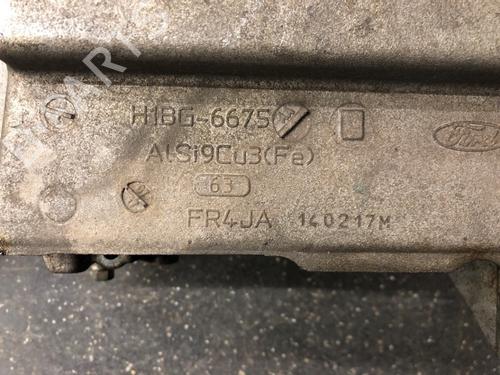 H1BG-6675
AlSi9Cu3(Fe)
63
FR4JA 140217M
Ford